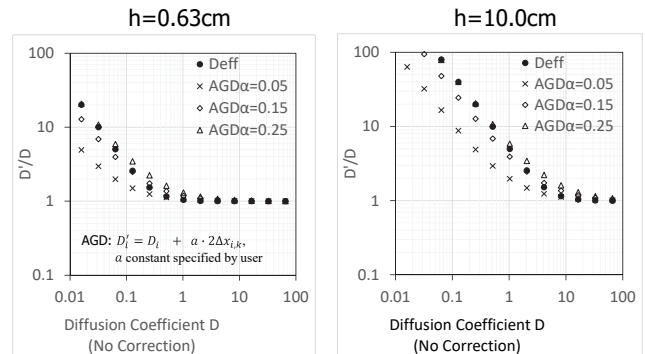 h=0.63cm
100
10
1
0.1
D'/D
Deff
AGDα=0.05
AGDα=0.15
AGDα=0.25
AGD: D′ᵢ = Dᵢ + a · 2Δxᵢ,ₖ,
a constant specified by user
0.01 0.1 1 10 100
Diffusion Coefficient D
(No Correction)
h=10.0cm
100
10
1
0.1
D'/D
Deff
AGDα=0.05
AGDα=0.15
AGDα=0.25
0.01 0.1 1 10 100
Diffusion Coefficient D
(No Correction)